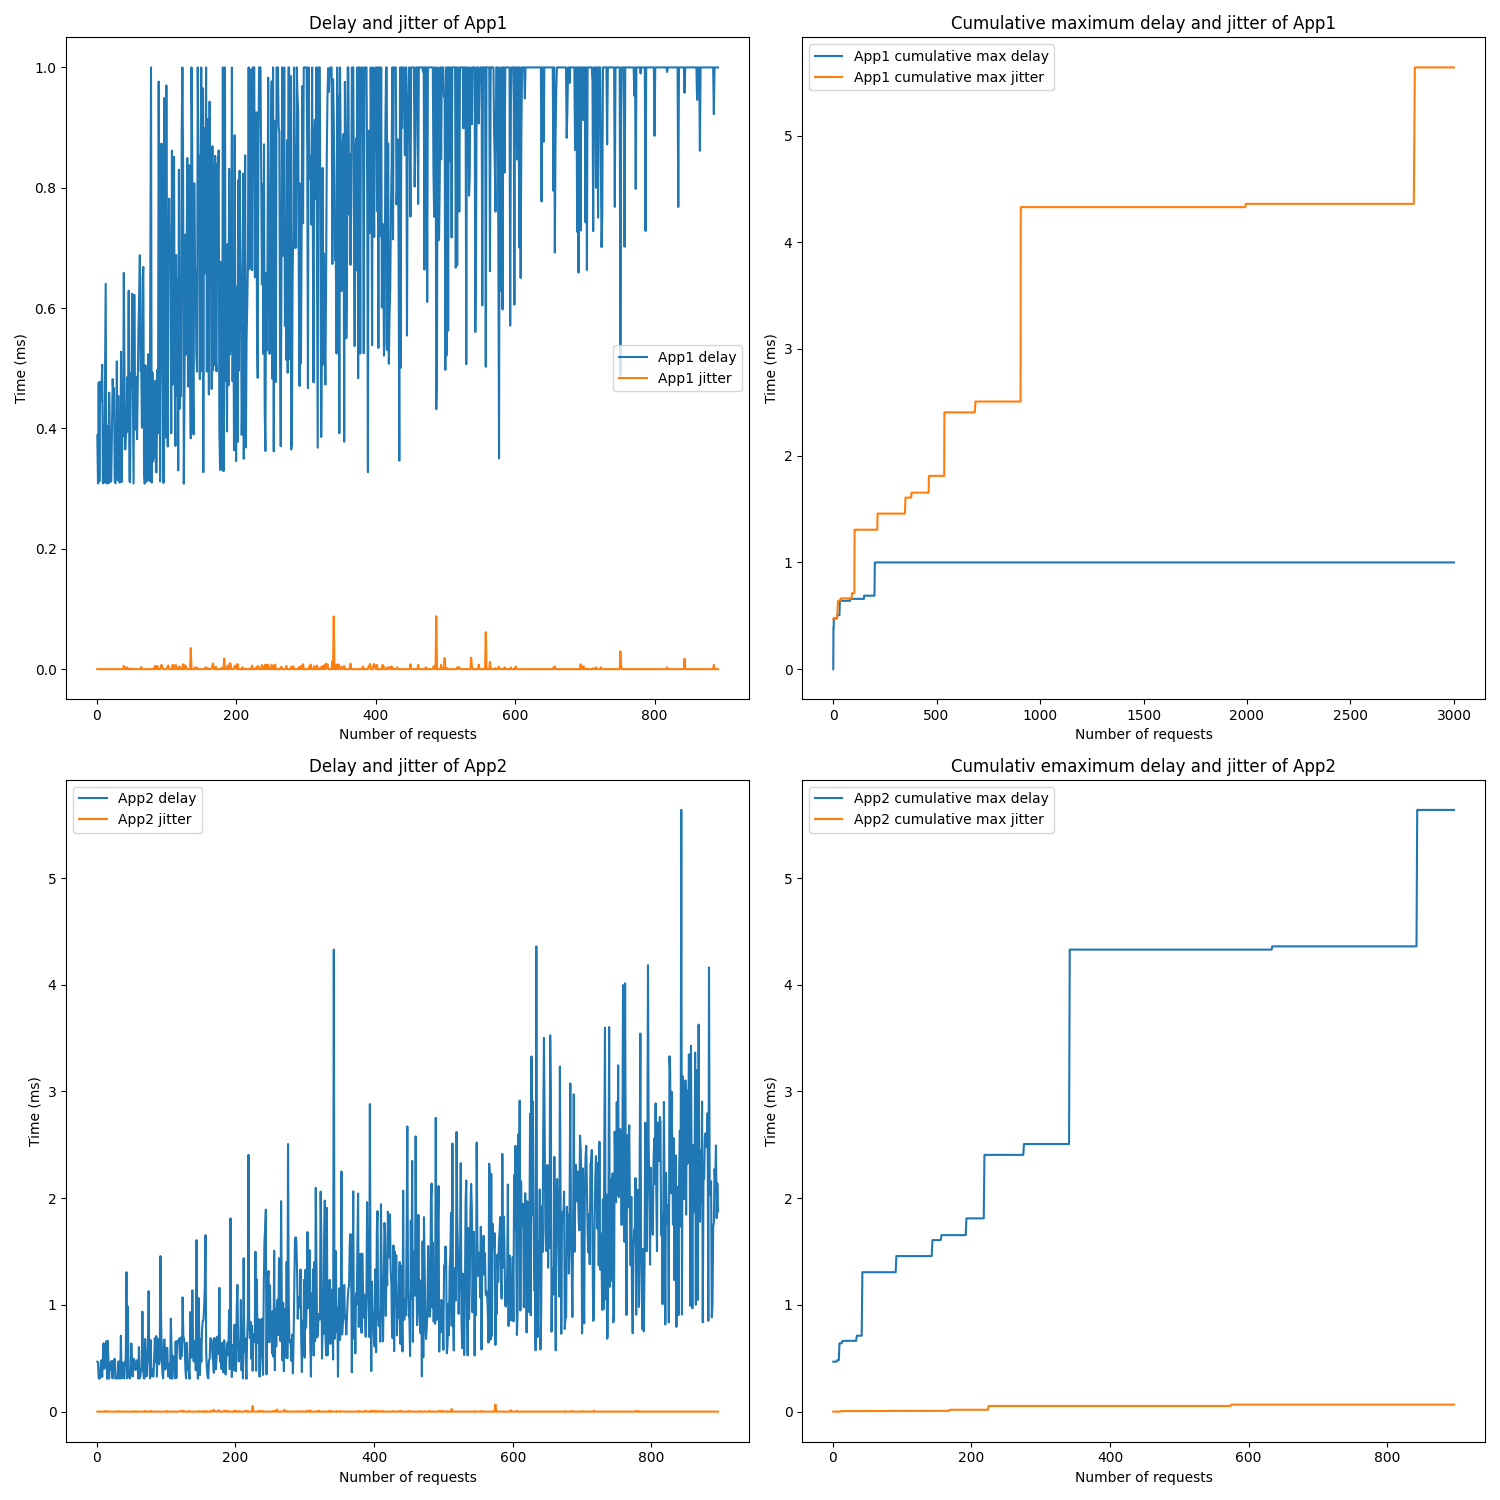 Delay and jitter of App1
Time (ms)
1.0
0.8
0.6
0.4
0.2
0.0
App1 delay
App1 jitter
0 200 400 600 800
Number of requests
Cumulative maximum delay and jitter of App1
Time (ms)
App1 cumulative max delay
App1 cumulative max jitter
5
4
3
2
1
0
0 500 1000 1500 2000 2500 3000
Number of requests
Delay and jitter of App2
Time (ms)
App2 delay
App2 jitter
5
4
3
2
1
0
0 200 400 600 800
Number of requests
Cumulativ emaximum delay and jitter of App2
Time (ms)
App2 cumulative max delay
App2 cumulative max jitter
5
4
3
2
1
0
0 200 400 600 800
Number of requests